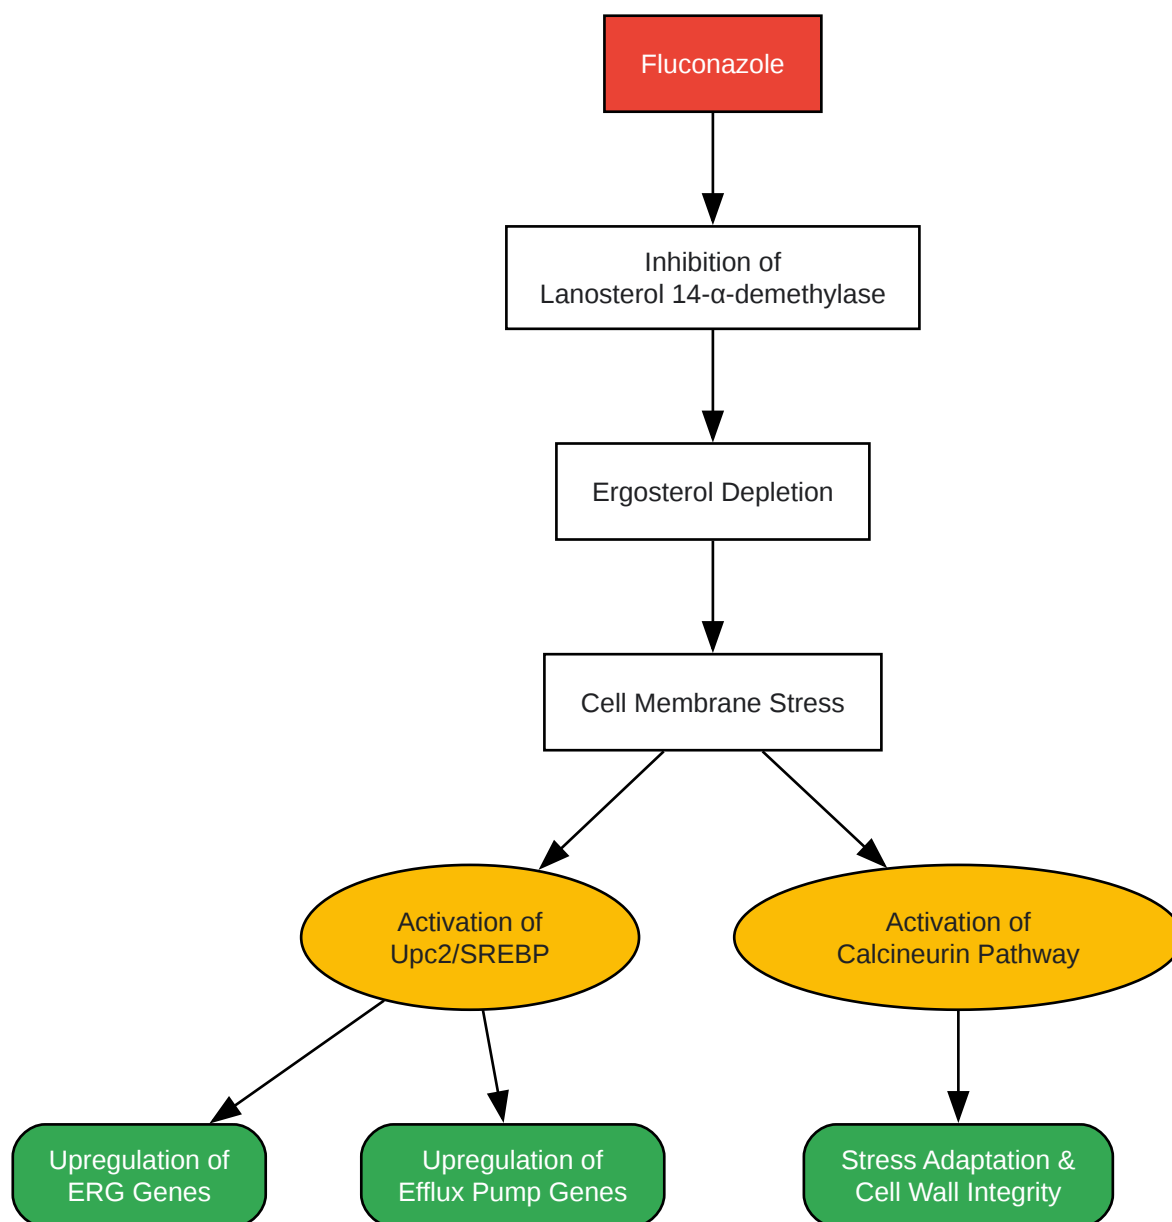 Fluconazole
Inhibition of
Lanosterol 14-α-demethylase
Ergosterol Depletion
Cell Membrane Stress
Activation of
Upc2/SREBP
Activation of
Calcineurin Pathway
Upregulation of
ERG Genes
Upregulation of
Efflux Pump Genes
Stress Adaptation &
Cell Wall Integrity